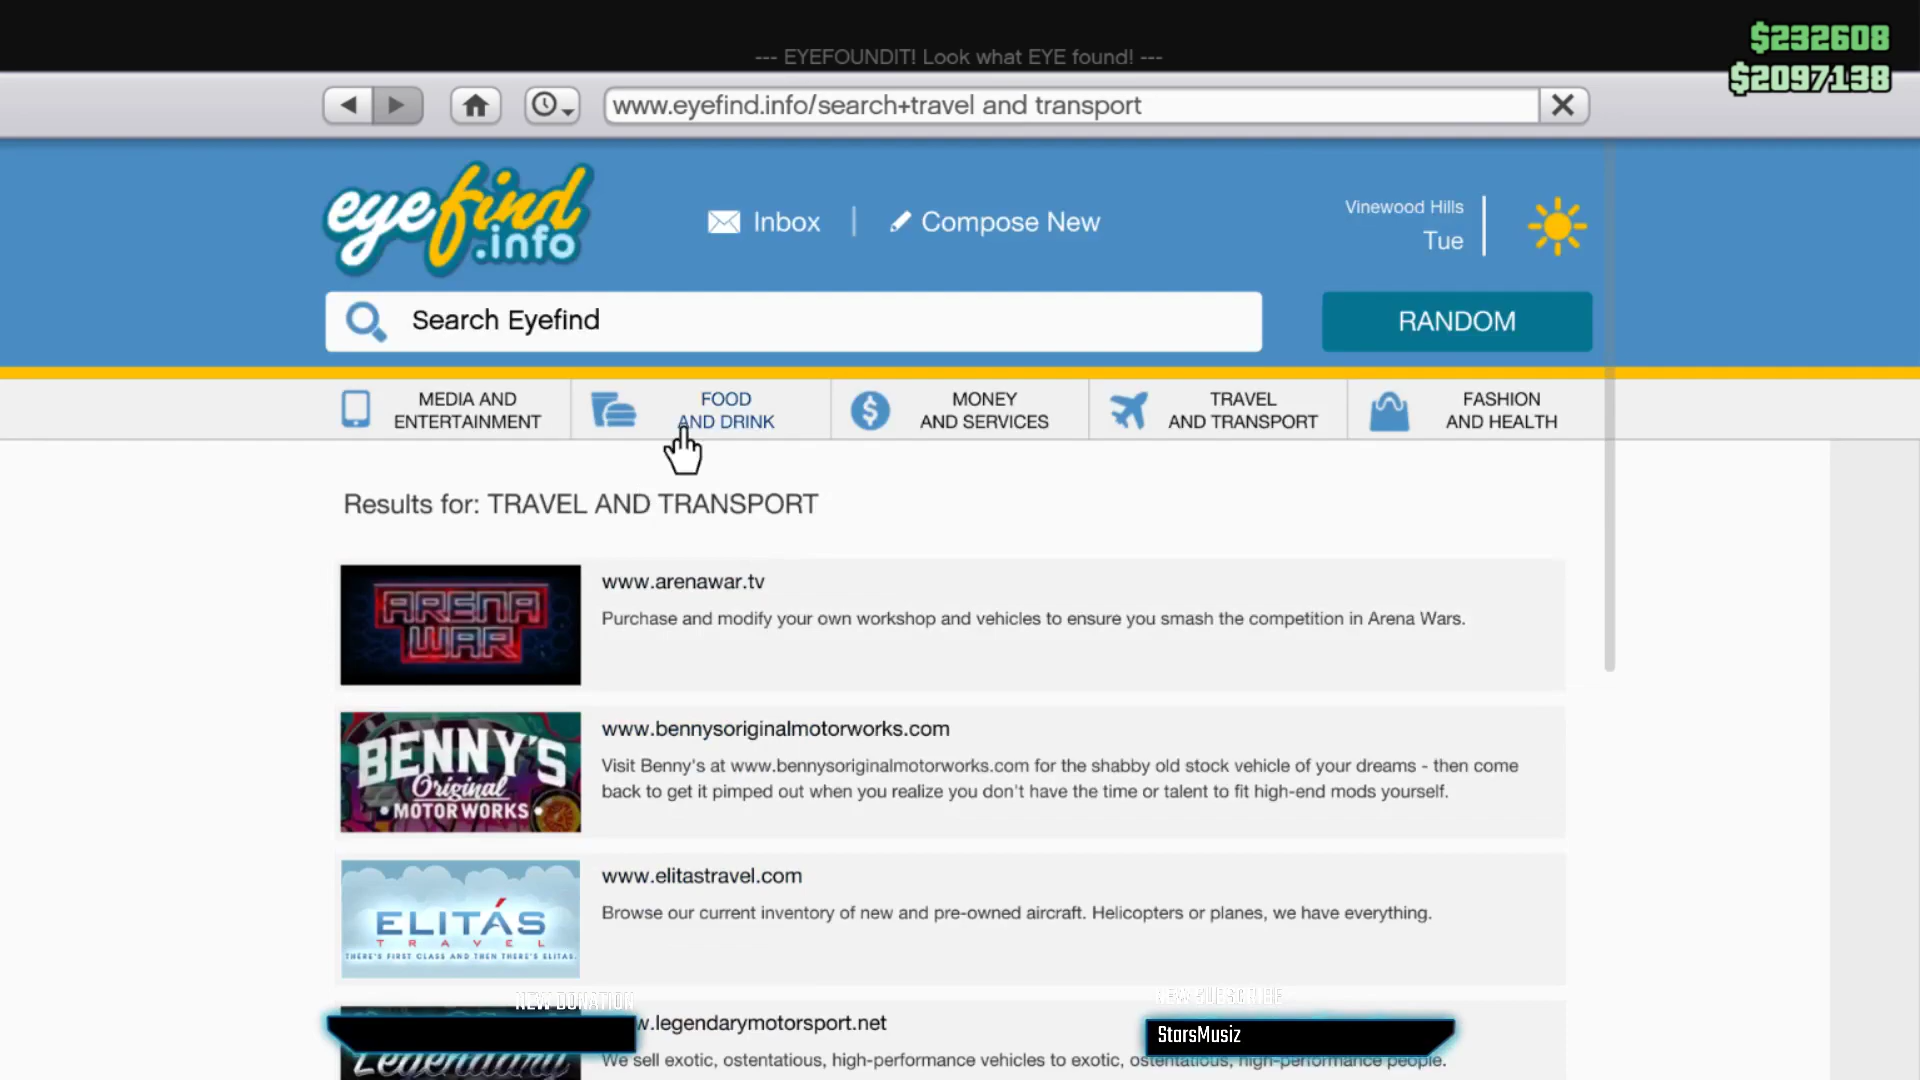 $232608
--- EYEFOUNDIT! Look what EYE found! ---
$2097138
www.eyefind.info/search+travel and transport
eyefind
.info
Inbox
Compose New
Vinewood Hills
Tue
Search Eyefind
RANDOM
MEDIA AND
ENTERTAINMENT
FOOD
AND DRINK
MONEY
AND SERVICES
TRAVEL
AND TRANSPORT
FASHION
AND HEALTH
Results for: TRAVEL AND TRANSPORT
ARENA
WAR
www.arenawar.tv
Purchase and modify your own workshop and vehicles to ensure you smash the competition in Arena Wars.
BENNY'S
Original
MOTOR WORKS
www.bennysoriginalmotorworks.com
Visit Benny's at www.bennysoriginalmotorworks.com for the shabby old stock vehicle of your dreams - then come
back to get it pimped out when you realize you don't have the time or talent to fit high-end mods yourself.
ELITÁS
TRAVEL
THERE'S FIRST CLASS AND THEN THERE'S ELITAS.
www.elitastravel.com
Browse our current inventory of new and pre-owned aircraft. Helicopters or planes, we have everything.
NEW DONATION
NEW SUBSCRIBE
StarsMusiz
Legendary
w.legendarymotorsport.net
We sell exotic, ostentatious, high-performance vehicles to exotic, ostentatious, high-performance people.